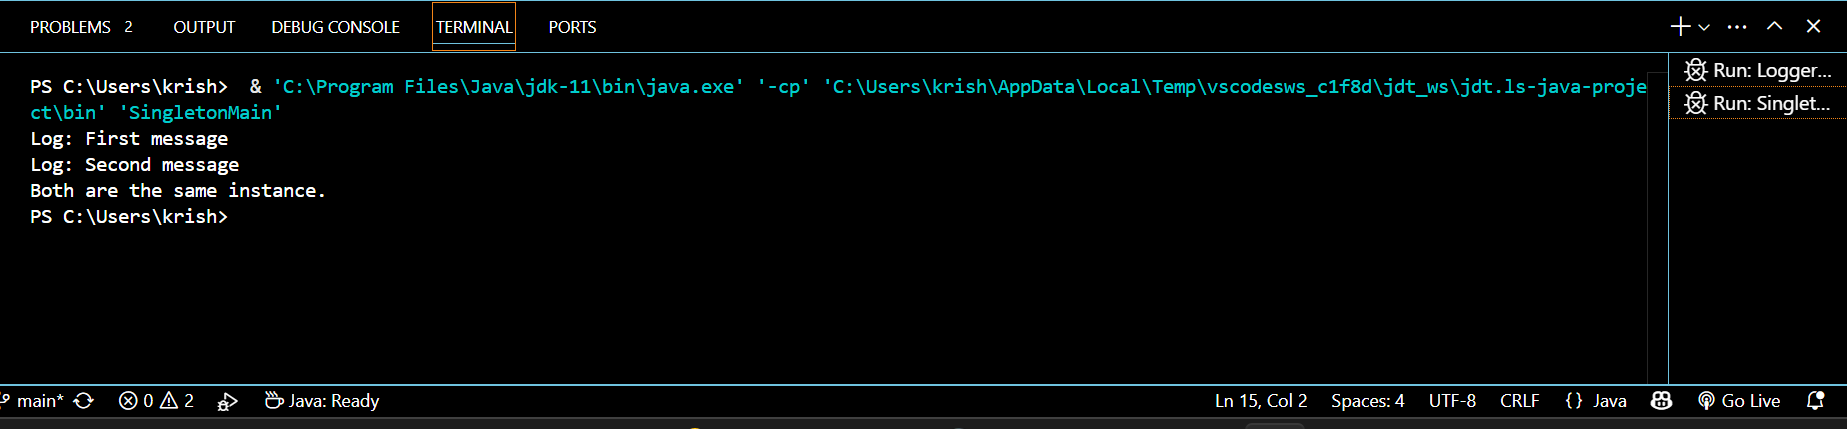 PROBLEMS 2 OUTPUT DEBUG CONSOLE TERMINAL PORTS
PS C:\Users\krish>  & 'C:\Program Files\Java\jdk-11\bin\java.exe' '-cp' 'C:\Users\krish\AppData\Local\Temp\vscodesws_c1f8d\jdt_ws\jdt.ls-java-proje
ct\bin' 'SingletonMain'
Log: First message
Log: Second message
Both are the same instance.
PS C:\Users\krish>
Run: Logger...
Run: Singlet...
main* 0 2 Java: Ready Ln 15, Col 2 Spaces: 4 UTF-8 CRLF {} Java Go Live